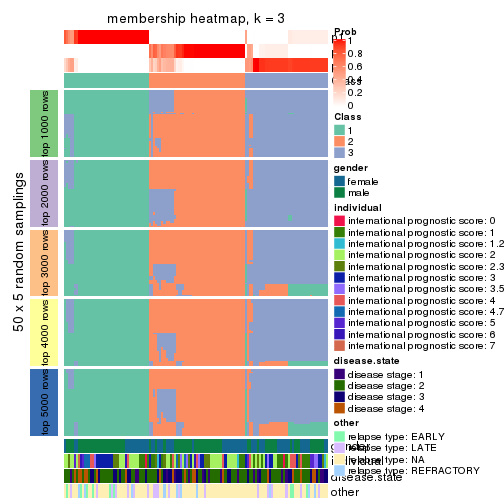 membership heatmap, k = 3
50 x 5 random samplings
top 1000 rows
top 2000 rows
top 3000 rows
top 4000 rows
top 5000 rows
Prob
1
0.8
0.6
0.4
0.2
0
Class
1
2
3
gender
female
male
individual
international prognostic score: 0
international prognostic score: 1
international prognostic score: 1.2
international prognostic score: 2
international prognostic score: 2.3
international prognostic score: 3
international prognostic score: 3.5
international prognostic score: 4
international prognostic score: 4.7
international prognostic score: 5
international prognostic score: 6
international prognostic score: 7
disease.state
disease stage: 1
disease stage: 2
disease stage: 3
disease stage: 4
other
relapse type: EARLY
relapse type: LATE
relapse type: NA
relapse type: REFRACTORY
individual
disease.state
other